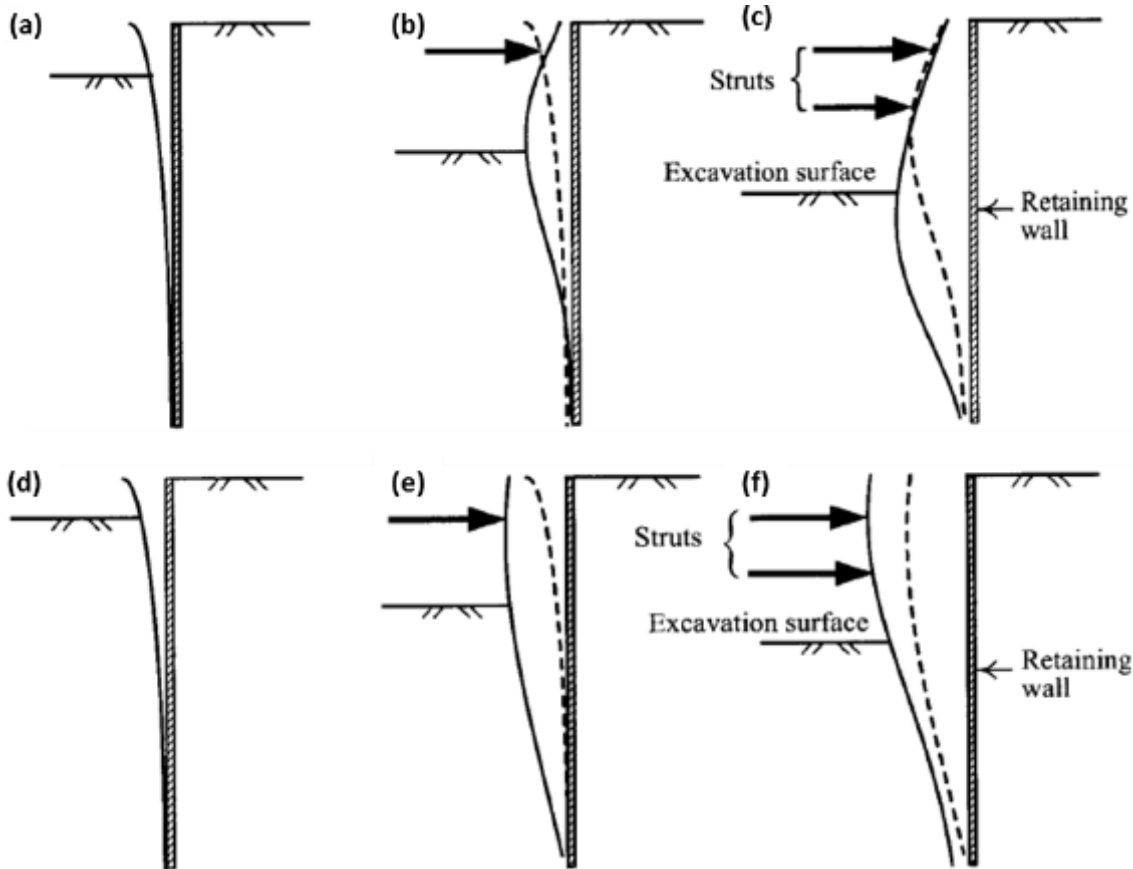 (a)
(b)
(c)
Struts
Excavation surface
Retaining
wall
(d)
(e)
(f)
Struts
Excavation surface
Retaining
wall